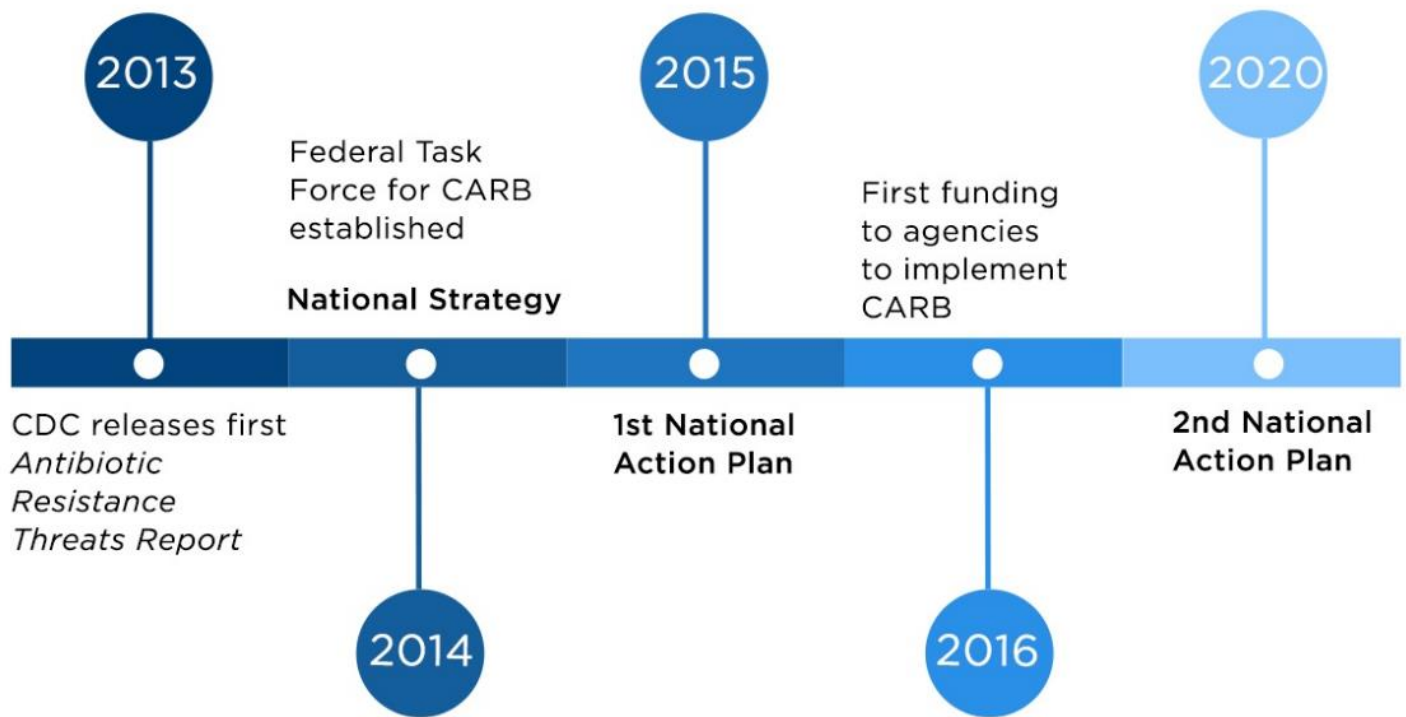 2013
CDC releases first
Antibiotic
Resistance
Threats Report
Federal Task
Force for CARB
established
National Strategy
2014
2015
1st National
Action Plan
First funding
to agencies
to implement
CARB
2016
2020
2nd National
Action Plan